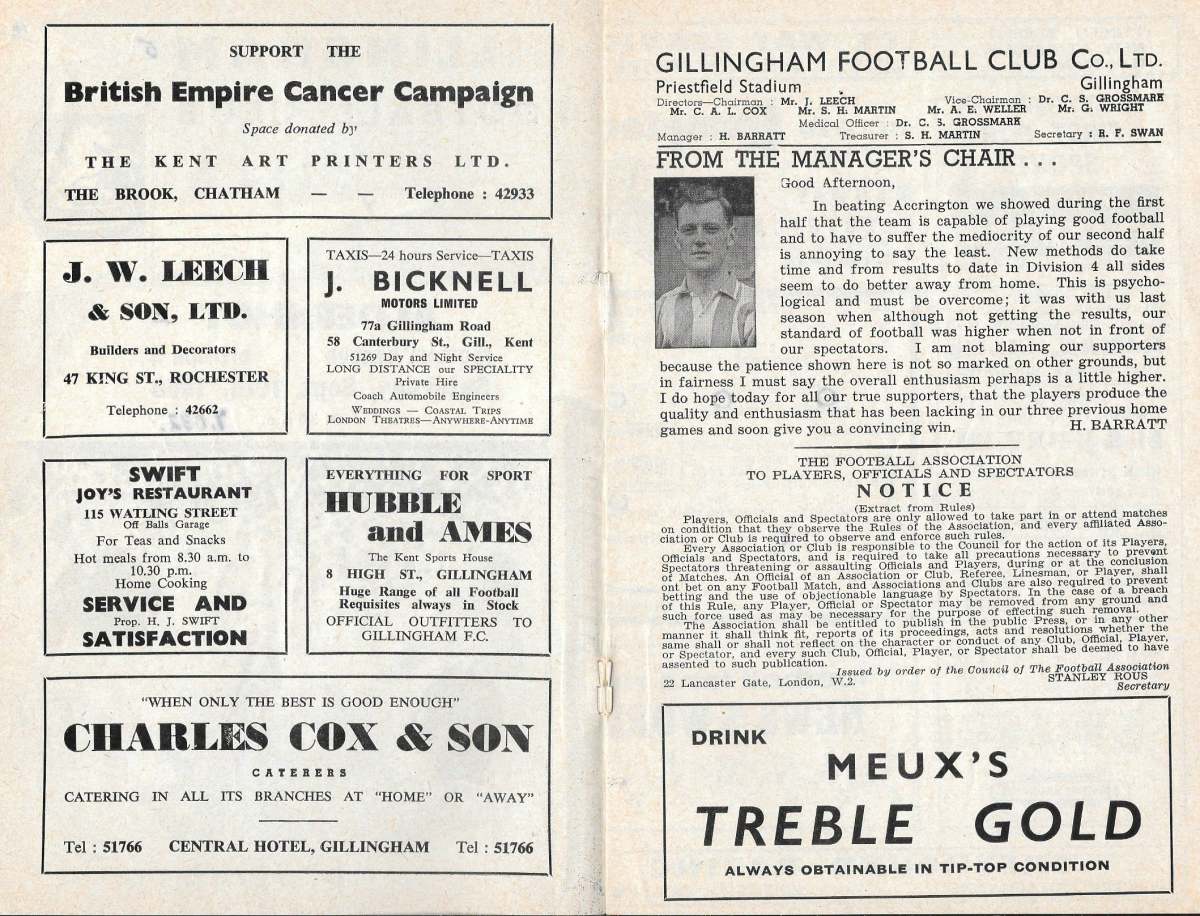 SUPPORT THE
British Empire Cancer Campaign
Space donated by
THE KENT ART PRINTERS LTD.
THE BROOK, CHATHAM — — Telephone : 42933
J. W. LEECH
& SON, LTD.
Builders and Decorators
47 KING ST., ROCHESTER
Telephone : 42662
TAXIS—24 hours Service—TAXIS
J. BICKNELL
MOTORS LIMITED
77a Gillingham Road
58 Canterbury St., Gill., Kent
51269 Day and Night Service
LONG DISTANCE our SPECIALITY
Private Hire
Coach Automobile Engineers
WEDDINGS — COASTAL TRIPS
LONDON THEATRES—ANYWHERE-ANYTIME
SWIFT
JOY'S RESTAURANT
115 WATLING STREET
Off Balls Garage
For Teas and Snacks
Hot meals from 8.30 a.m. to
10.30 p.m.
Home Cooking
SERVICE AND
Prop. H. J. SWIFT
SATISFACTION
EVERYTHING FOR SPORT
HUBBLE
and AMES
The Kent Sports House
8 HIGH ST., GILLINGHAM
Huge Range of all Football
Requisites always in Stock
OFFICIAL OUTFITTERS TO
GILLINGHAM F.C.
"WHEN ONLY THE BEST IS GOOD ENOUGH"
CHARLES COX & SON
CATERERS
CATERING IN ALL ITS BRANCHES AT "HOME" OR "AWAY"
Tel : 51766 CENTRAL HOTEL, GILLINGHAM Tel : 51766
GILLINGHAM FOOTBALL CLUB Co., LTD.
Priestfield Stadium Gillingham
Directors—Chairman : Mr. J. LEECH Vice-Chairman : Dr. C. S. GROSSMARK
Mr. C. A. L. COX Mr. S. H. MARTIN Mr. A. E. WELLER Mr. G. WRIGHT
Medical Officer : Dr. C. S. GROSSMARK
Manager : H. BARRATT Treasurer : S. H. MARTIN Secretary : R. F. SWAN
FROM THE MANAGER'S CHAIR . . .
Good Afternoon,
In beating Accrington we showed during the first
half that the team is capable of playing good football
and to have to suffer the mediocrity of our second half
is annoying to say the least. New methods do take
time and from results to date in Division 4 all sides
seem to do better away from home. This is psycho-
logical and must be overcome; it was with us last
season when although not getting the results, our
standard of football was higher when not in front of
our spectators. I am not blaming our supporters
because the patience shown here is not so marked on other grounds, but
in fairness I must say the overall enthusiasm perhaps is a little higher.
I do hope today for all our true supporters, that the players produce the
quality and enthusiasm that has been lacking in our three previous home
games and soon give you a convincing win. H. BARRATT
THE FOOTBALL ASSOCIATION
TO PLAYERS, OFFICIALS AND SPECTATORS
NOTICE
(Extract from Rules)
Players, Officials and Spectators are only allowed to take part in or attend matches
on condition that they observe the Rules of the Association, and every affiliated Asso-
ciation or Club is required to observe and enforce such rules.
Every Association or Club is responsible to the Council for the action of its Players,
Officials and Spectators, and is required to take all precautions necessary to prevent
Spectators threatening or assaulting Officials and Players, during or at the conclusion
of Matches. An Official of an Association or Club, Referee, Linesman, or Player, shall
ont bet on any Football Match, and Associations and Clubs are also required to prevent
betting and the use of objectionable language by Spectators. In the case of a breach
of this Rule, any Player, Official or Spectator may be removed from any ground and
such force used as may be necessary for the purpose of effecting such removal.
The Association shall be entitled to publish in the public Press, or in any other
manner it shall think fit, reports of its proceedings, acts and resolutions whether the
same shall or shall not reflect on the character or conduct of any Club, Official, Player,
or Spectator, and every such Club, Official, Player, or Spectator shall be deemed to have
assented to such publication.
Issued by order of the Council of The Football Association
22 Lancaster Gate, London, W.2. STANLEY ROUS
Secretary
DRINK
MEUX'S
TREBLE GOLD
ALWAYS OBTAINABLE IN TIP-TOP CONDITION